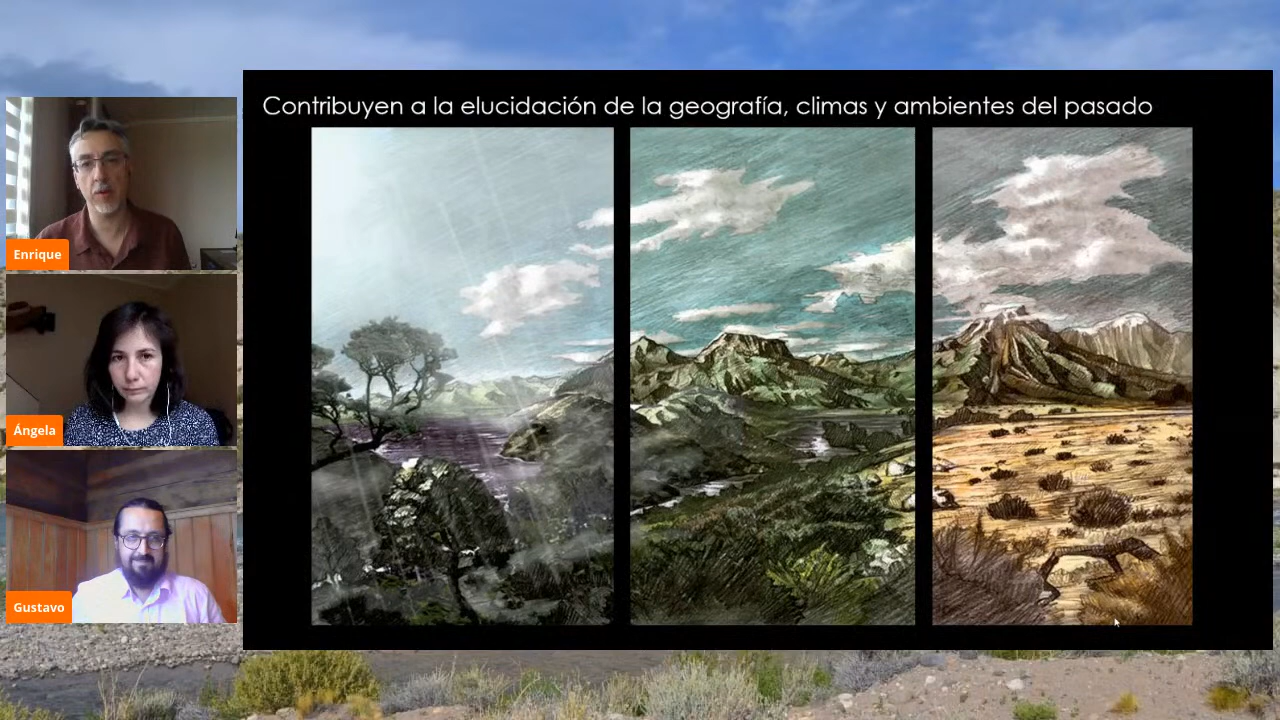 Contribuyen a la elucidación de la geografía, climas y ambientes del pasado
Enrique
Ángela
Gustavo